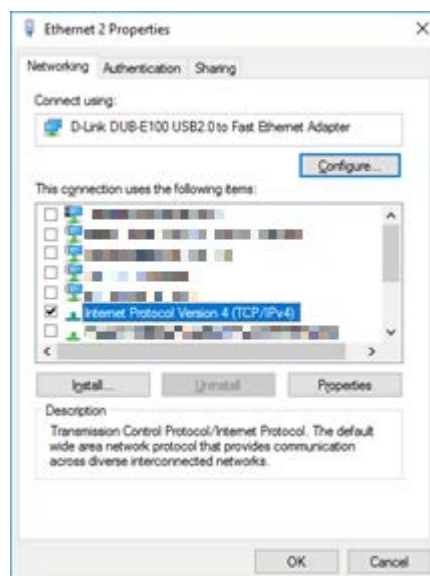 Ethernet 2 Properties
Networking Authentication Sharing
Connect using:
D-Link DUB-E100 USB2.0 to Fast Ethernet Adapter
Configure...
This connection uses the following items:
Internet Protocol Version 4 (TCP/IPv4)
Install... Uninstall Properties
Description
Transmission Control Protocol/Internet Protocol. The default
wide area network protocol that provides communication
across diverse interconnected networks.
OK Cancel